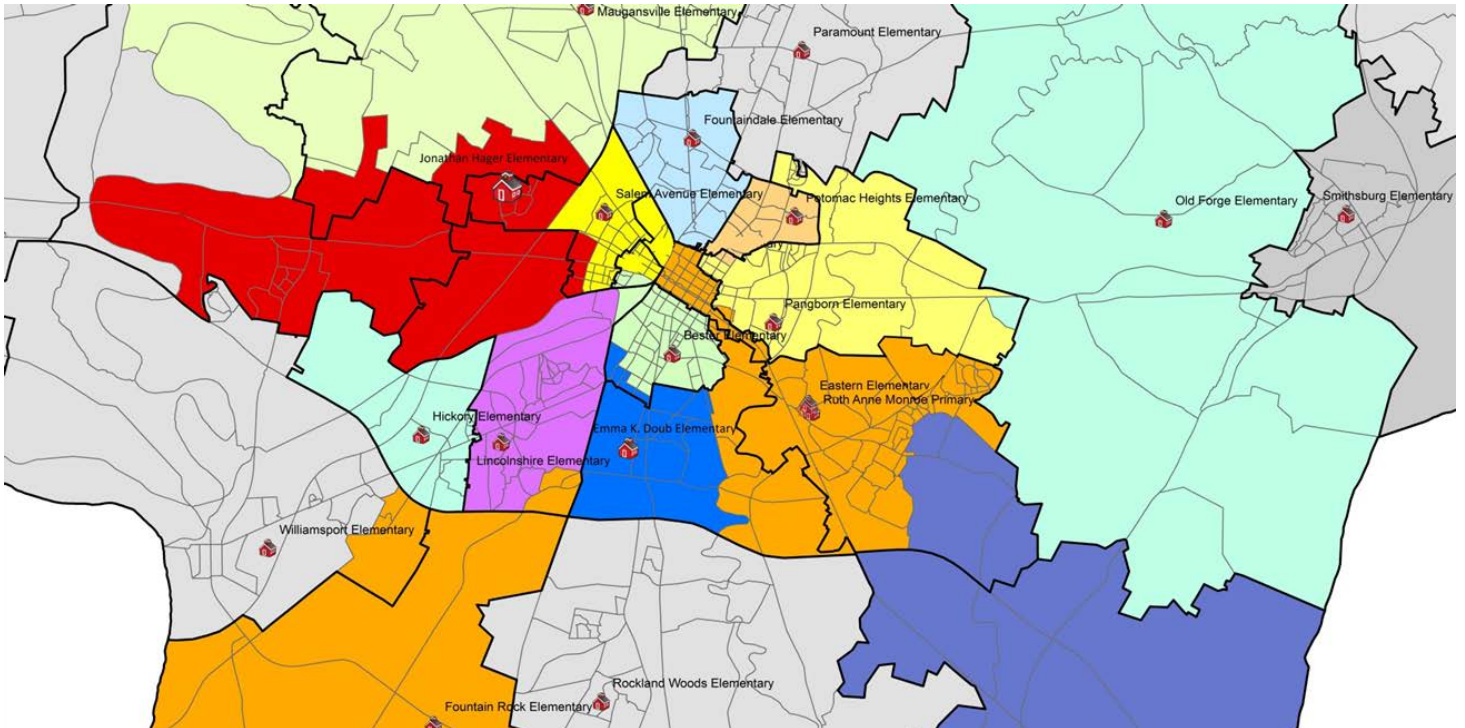 Maugansville Elementary
Paramount Elementary
Fountaindale Elementary
Jonathan Hager Elementary
Salem Avenue Elementary
Potomac Heights Elementary
Old Forge Elementary
Smithsburg Elementary
Pangborn Elementary
Bester Elementary
Eastern Elementary
Ruth Anne Monroe Primary
Hickory Elementary
Emma K. Doub Elementary
Lincolnshire Elementary
Williamsport Elementary
Rockland Woods Elementary
Fountain Rock Elementary